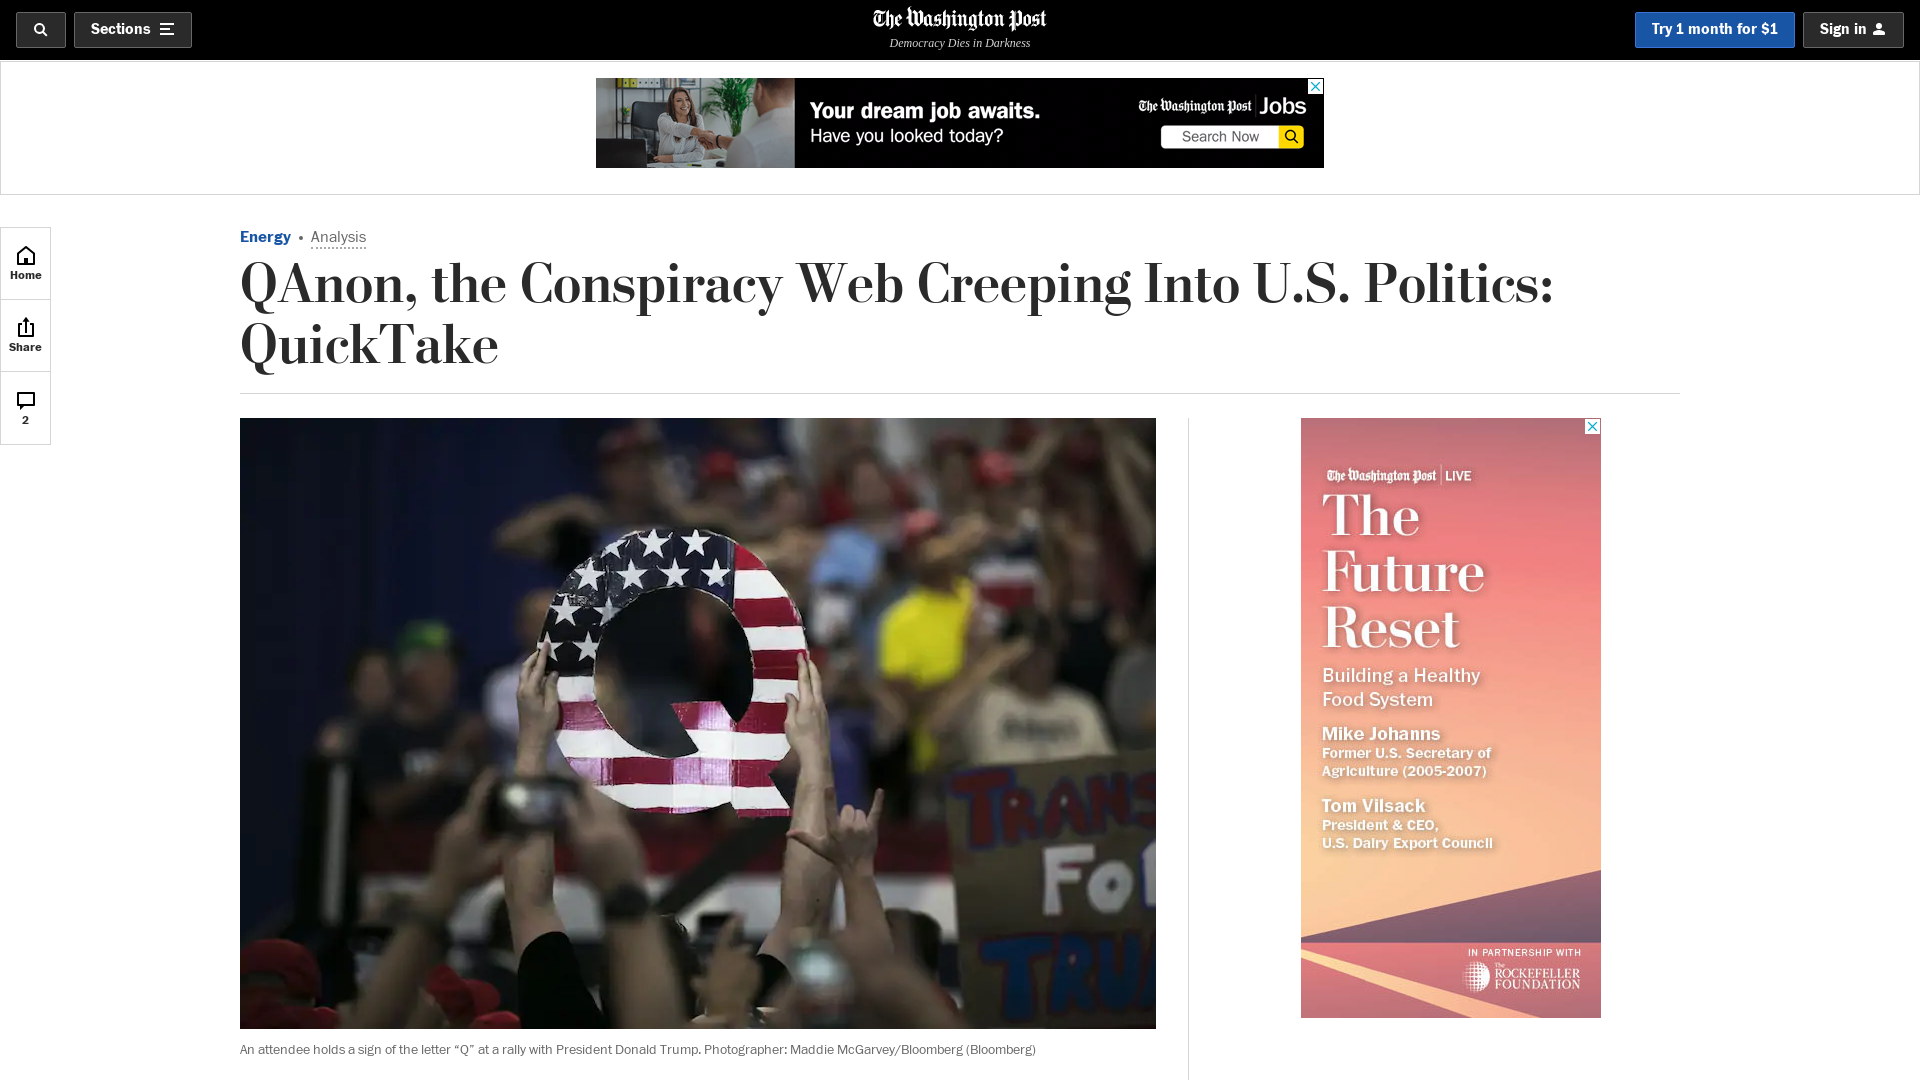 Sections
The Washington Post
Democracy Dies in Darkness
Try 1 month for $1
Sign in
Your dream job awaits.
Have you looked today?
The Washington Post Jobs
Search Now
Home
Share
2
Energy • Analysis
QAnon, the Conspiracy Web Creeping Into U.S. Politics:
QuickTake
TRANS
FO
TRU
An attendee holds a sign of the letter “Q” at a rally with President Donald Trump. Photographer: Maddie McGarvey/Bloomberg (Bloomberg)
The Washington Post LIVE
The
Future
Reset
Building a Healthy
Food System
Mike Johanns
Former U.S. Secretary of
Agriculture (2005-2007)
Tom Vilsack
President & CEO,
U.S. Dairy Export Council
IN PARTNERSHIP WITH
The
ROCKEFELLER
FOUNDATION